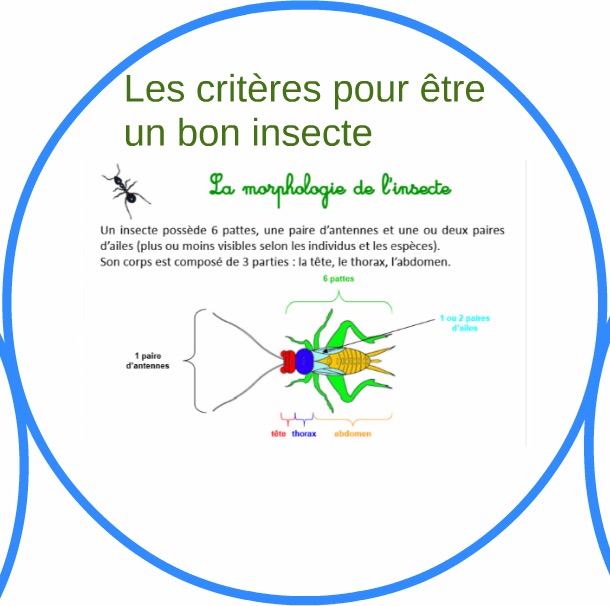 Les critères pour être
un bon insecte
La morphologie de l'insecte
Un insecte possède 6 pattes, une paire d'antennes et une ou deux paires
d'ailes (plus ou moins visibles selon les individus et les espèces).
Son corps est composé de 3 parties : la tête, le thorax, l'abdomen.
6 pattes
1 ou 2 paires
d'ailes
1 paire
d'antennes
tête thorax abdomen